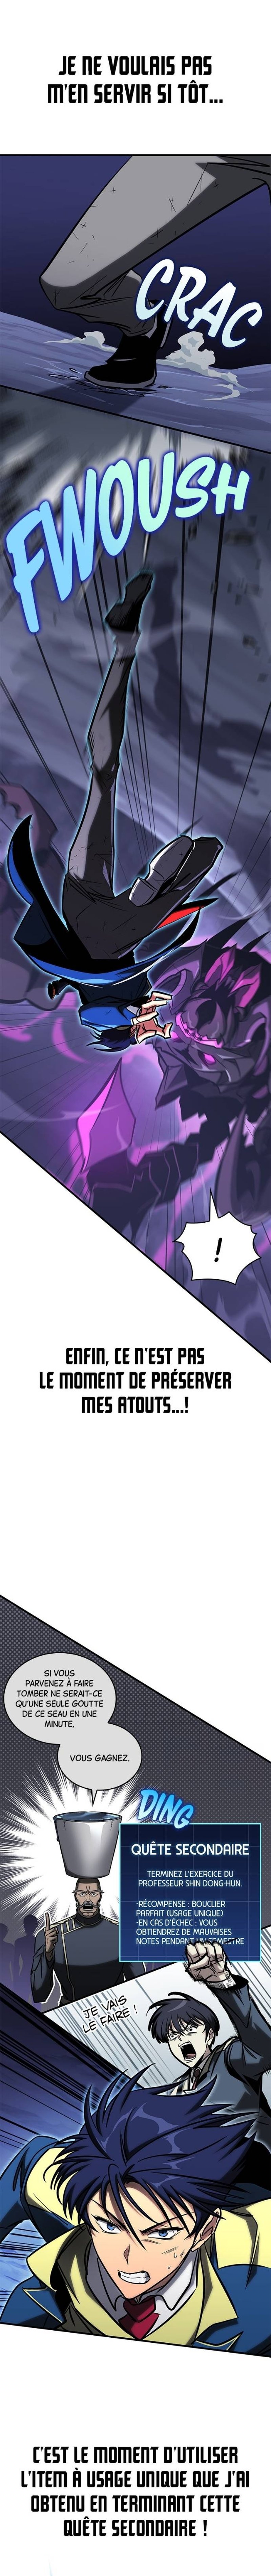 JE NE VOULAIS PAS
M'EN SERVIR SI TÔT...
CRAC
FWOUSH
!
ENFIN, CE N'EST PAS
LE MOMENT DE PRÉSERVER
MES ATOUTS...!
SI VOUS
PARVENEZ À FAIRE
TOMBER NE SERAIT-CE
QU'UNE SEULE GOUTTE
DE CE SEAU EN UNE
MINUTE,
VOUS GAGNEZ.
DING
QUÊTE SECONDAIRE
TERMINEZ L'EXERCICE DU
PROFESSEUR SHIN DONG-HUN.
•RÉCOMPENSE : BOUCLIER
PARFAIT (USAGE UNIQUE)
•EN CAS D'ÉCHEC : VOUS
OBTIENDREZ DE MAUVAISES
NOTES PENDANT UN SEMESTRE
JE VAIS
LE FAIRE !
C'EST LE MOMENT D'UTILISER
L'ITEM À USAGE UNIQUE QUE J'AI
OBTENU EN TERMINANT CETTE
QUÊTE SECONDAIRE !